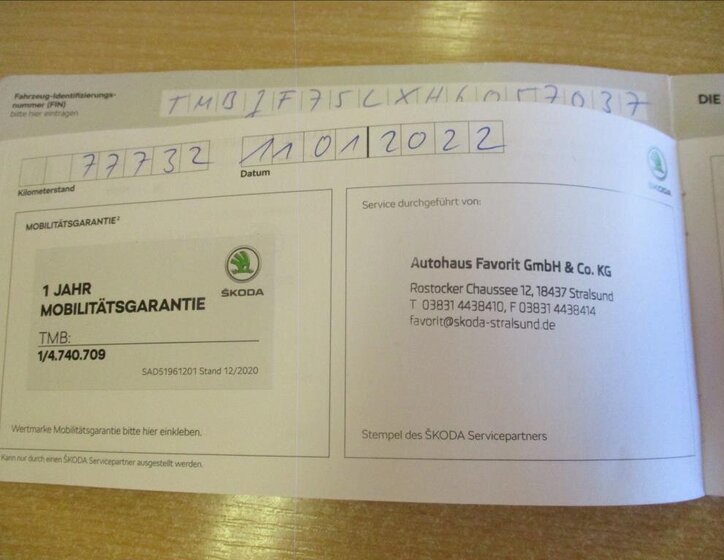 Fahrzeug-Identifizierungs-
nummer (FIN)
bitte hier eintragen
TMBJF75LXH6057037
DIE
77732
11 01 2022
Kilometerstand
Datum
ŠKODA
MOBILITÄTSGARANTIE²
1 JAHR
MOBILITÄTSGARANTIE
ŠKODA
TMB:
1/4.740.709
SAD51961201 Stand 12/2020
Wertmarke Mobilitätsgarantie bitte hier einkleben.
Service durchgeführt von:
Autohaus Favorit GmbH & Co. KG
Rostocker Chaussee 12, 18437 Stralsund
T 03831 4438410, F 03831 4438414
favorit@skoda-stralsund.de
Stempel des ŠKODA Servicepartners
Kann nur durch einen ŠKODA Servicepartner ausgestellt werden.